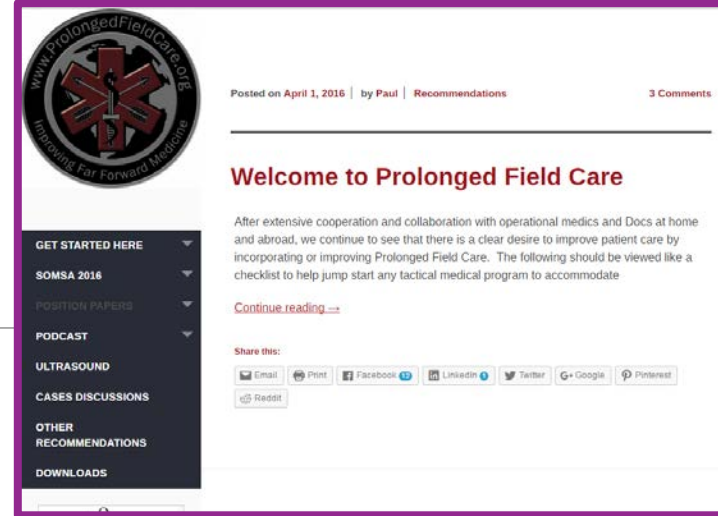 www.ProlongedFieldCare.org
Improving Far Forward Medicine
Posted on April 1, 2016 | by Paul | Recommendations 3 Comments
Welcome to Prolonged Field Care
After extensive cooperation and collaboration with operational medics and Docs at home
and abroad, we continue to see that there is a clear desire to improve patient care by
incorporating or improving Prolonged Field Care. The following should be viewed like a
checklist to help jump start any tactical medical program to accommodate
Continue reading →
Share this:
Email Print Facebook 12 LinkedIn 1 Twitter G+ Google Pinterest
Reddit
GET STARTED HERE
SOMSA 2016
POSITION PAPERS
PODCAST
ULTRASOUND
CASES DISCUSSIONS
OTHER
RECOMMENDATIONS
DOWNLOADS